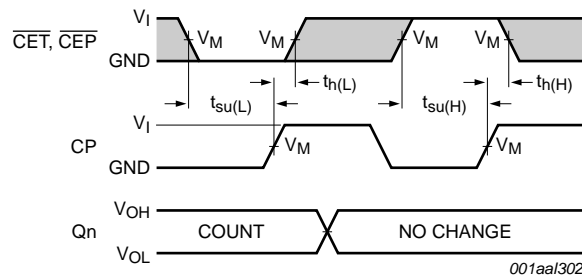 V_I
CET, CEP
V_M V_M V_M V_M
GND
t_h(L) t_h(H)
t_su(L) t_su(H)
V_I
CP
V_M V_M
GND
V_OH
Qn COUNT NO CHANGE
V_OL
001aal302